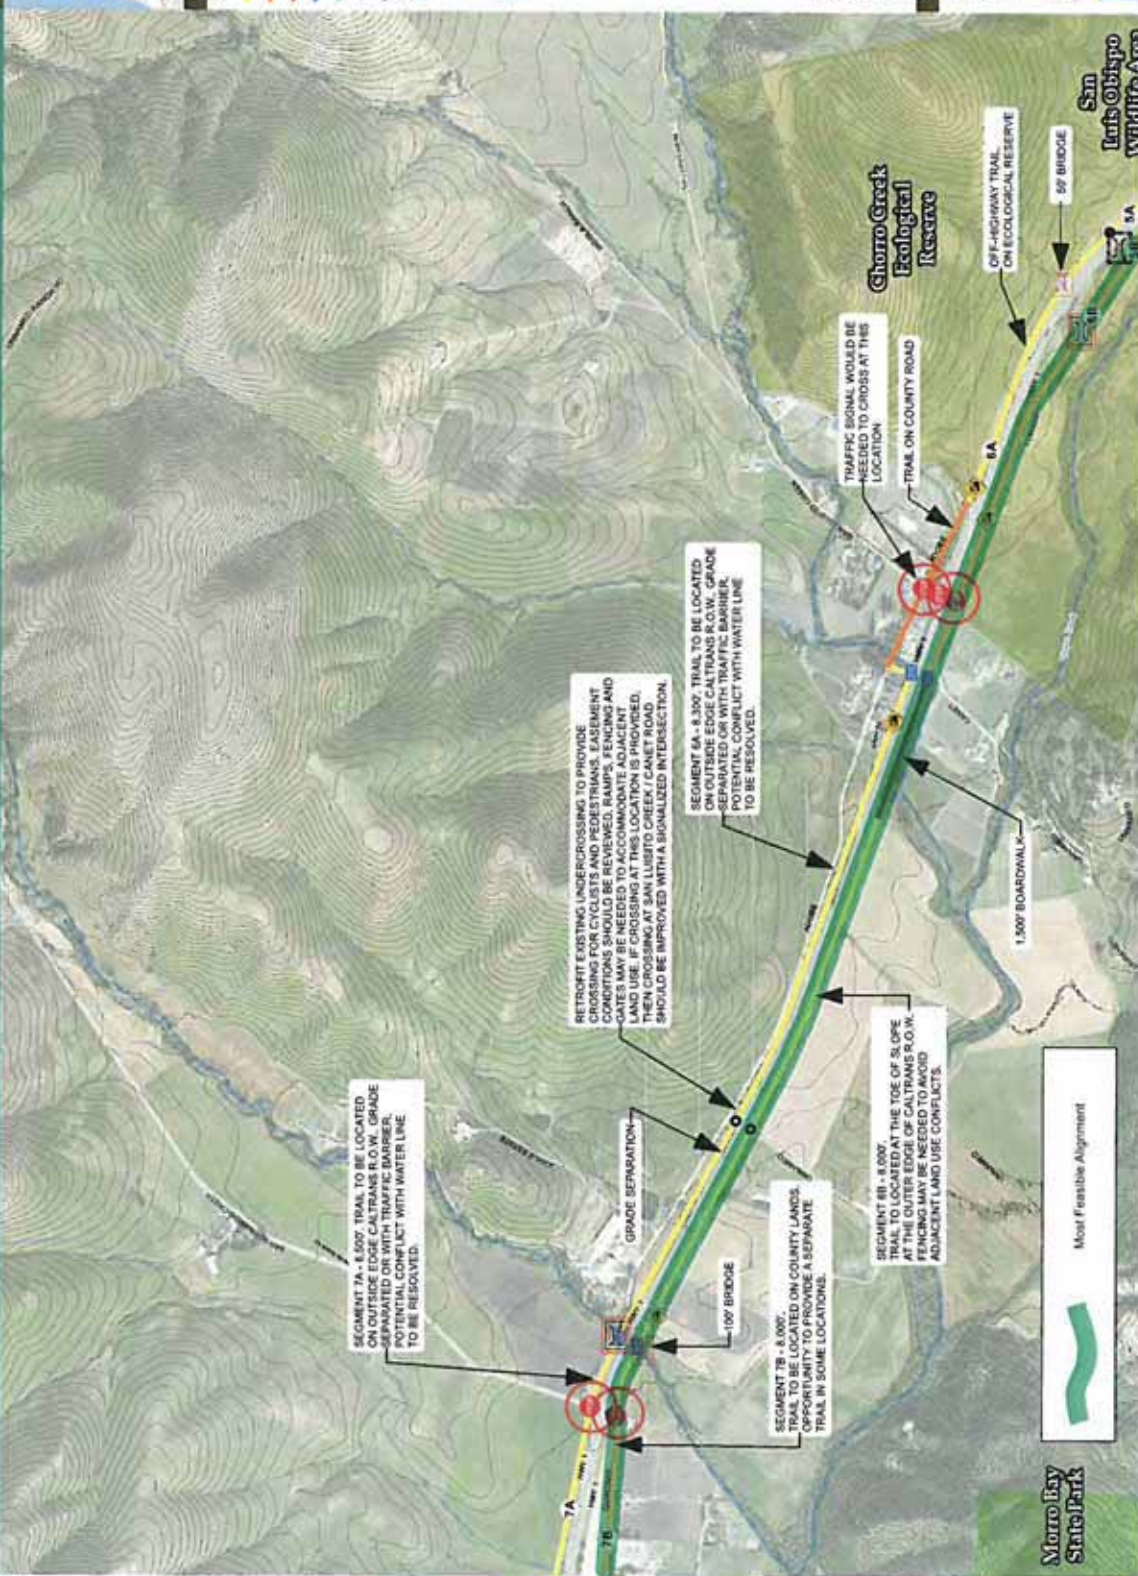 SEGMENT 7A - 8,500'. TRAIL TO BE LOCATED
ON OUTSIDE EDGE CALTRANS R.O.W., GRADE
SEPARATED OR WITH TRAFFIC BARRIER.
POTENTIAL CONFLICT WITH WATER LINE
TO BE RESOLVED.
RETROFIT EXISTING UNDERCROSSING TO PROVIDE
CROSSING FOR CYCLISTS AND PEDESTRIANS. EASEMENT
CONDITIONS SHOULD BE REVIEWED. RAMPS, FENCING AND
GATES MAY BE NEEDED TO ACCOMMODATE ADJACENT
LAND USE. IF CROSSING AT THIS LOCATION IS PROVIDED,
THEN CROSSING AT SAN LUISITO CREEK / CANET ROAD
SHOULD BE IMPROVED WITH A SIGNALIZED INTERSECTION.
SEGMENT 6A - 8,300'. TRAIL TO BE LOCATED
ON OUTSIDE EDGE CALTRANS R.O.W., GRADE
SEPARATED OR WITH TRAFFIC BARRIER.
POTENTIAL CONFLICT WITH WATER LINE
TO BE RESOLVED.
TRAFFIC SIGNAL WOULD BE
NEEDED TO CROSS AT THIS
LOCATION
TRAIL ON COUNTY ROAD
Chorro Creek
Ecological
Reserve
OFF-HIGHWAY TRAIL
ON ECOLOGICAL RESERVE
50' BRIDGE
San
Luis Obispo
Wildlife Area
GRADE SEPARATION
100' BRIDGE
7A
HWY 1
HWY 1
7B
6A
5A
SEGMENT 7B - 8,000'.
TRAIL TO BE LOCATED ON COUNTY LANDS.
OPPORTUNITY TO PROVIDE A SEPARATE
TRAIL IN SOME LOCATIONS.
SEGMENT 6B - 8,000'.
TRAIL TO LOCATED AT THE TOE OF SLOPE
AT THE OUTER EDGE OF CALTRANS R.O.W.
FENCING MAY BE NEEDED TO AVOID
ADJACENT LAND USE CONFLICTS.
1,500' BOARDWALK
Morro Bay
State Park
Most Feasible Alignment